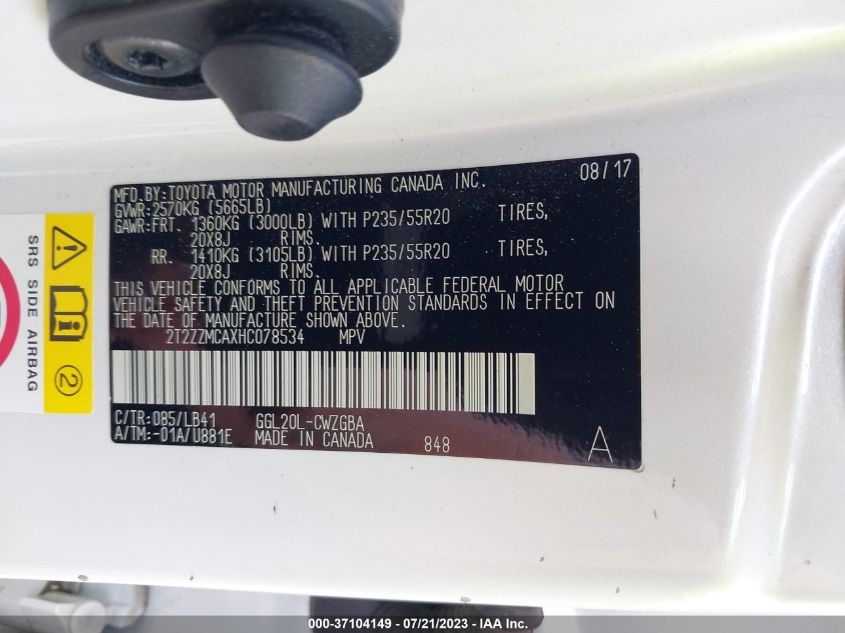 MFD.BY:TOYOTA MOTOR MANUFACTURING CANADA INC. 08/17
GVWR:2570KG (5665LB)
GAWR:FRT. 1360KG (3000LB) WITH P235/55R20 TIRES,
20X8J RIMS.
RR. 1410KG (3105LB) WITH P235/55R20 TIRES,
20X8J RIMS.
THIS VEHICLE CONFORMS TO ALL APPLICABLE FEDERAL MOTOR
VEHICLE SAFETY AND THEFT PREVENTION STANDARDS IN EFFECT ON
THE DATE OF MANUFACTURE SHOWN ABOVE.
2T2ZZMCAXHC078534 MPV
C/TR:085/LB41 GGL20L-CWZGBA
A/TM:-01A/U881E MADE IN CANADA 848 A
SRS SIDE AIRBAG
2
000-37104149 - 07/21/2023 - IAA Inc.